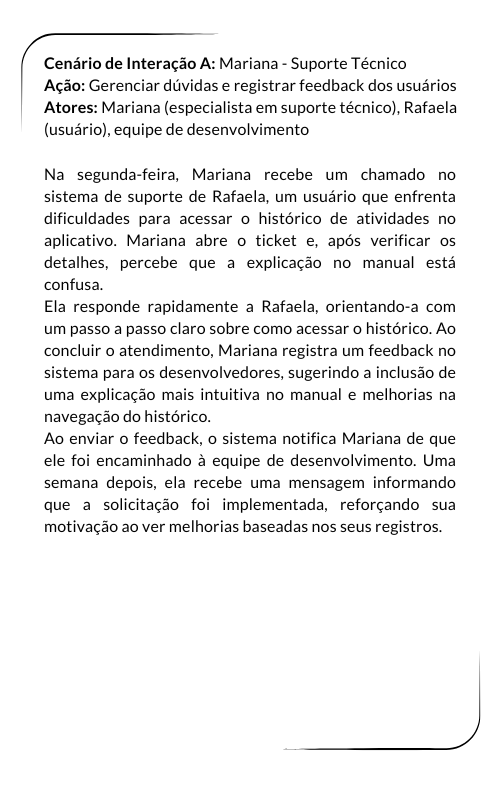 Cenário de Interação A: Mariana - Suporte Técnico
Ação: Gerenciar dúvidas e registrar feedback dos usuários
Atores: Mariana (especialista em suporte técnico), Rafaela
(usuário), equipe de desenvolvimento
Na segunda-feira, Mariana recebe um chamado no
sistema de suporte de Rafaela, um usuário que enfrenta
dificuldades para acessar o histórico de atividades no
aplicativo. Mariana abre o ticket e, após verificar os
detalhes, percebe que a explicação no manual está
confusa.
Ela responde rapidamente a Rafaela, orientando-a com
um passo a passo claro sobre como acessar o histórico. Ao
concluir o atendimento, Mariana registra um feedback no
sistema para os desenvolvedores, sugerindo a inclusão de
uma explicação mais intuitiva no manual e melhorias na
navegação do histórico.
Ao enviar o feedback, o sistema notifica Mariana de que
ele foi encaminhado à equipe de desenvolvimento. Uma
semana depois, ela recebe uma mensagem informando
que a solicitação foi implementada, reforçando sua
motivação ao ver melhorias baseadas nos seus registros.